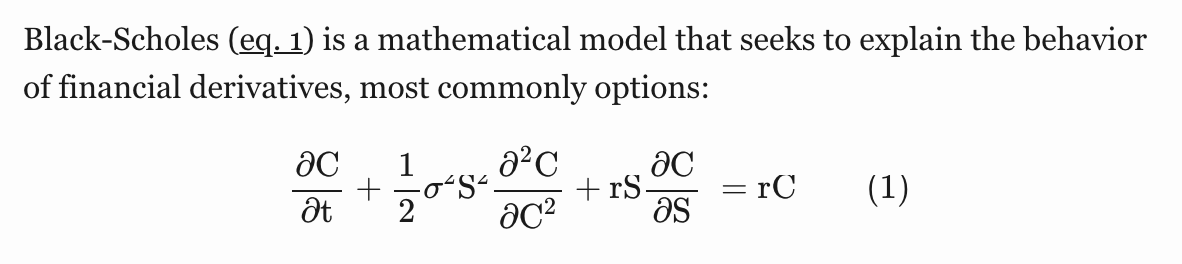 Black-Scholes (eq. 1) is a mathematical model that seeks to explain the behavior
of financial derivatives, most commonly options:
∂C/∂t + 1/2 σ²S² ∂²C/∂C² + rS ∂C/∂S = rC (1)